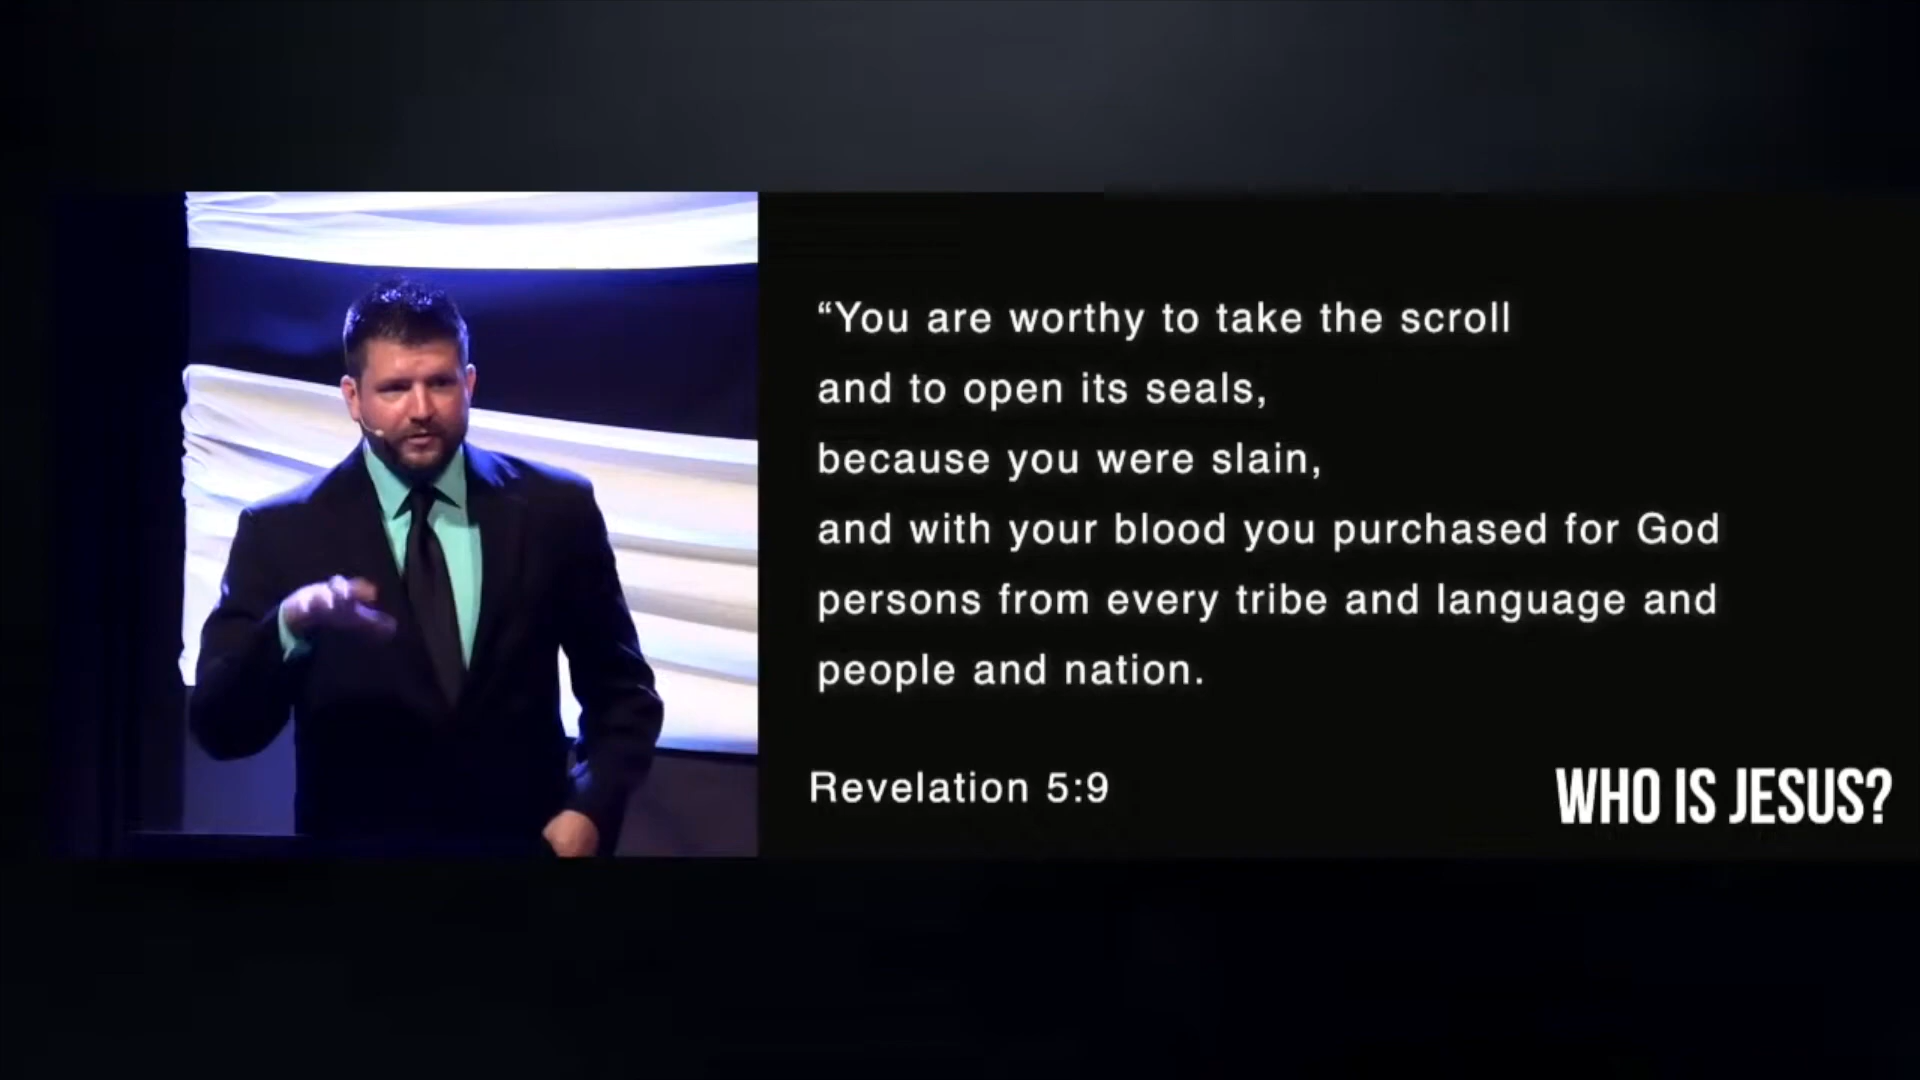 “You are worthy to take the scroll
and to open its seals,
because you were slain,
and with your blood you purchased for God
persons from every tribe and language and
people and nation.
Revelation 5:9
WHO IS JESUS?